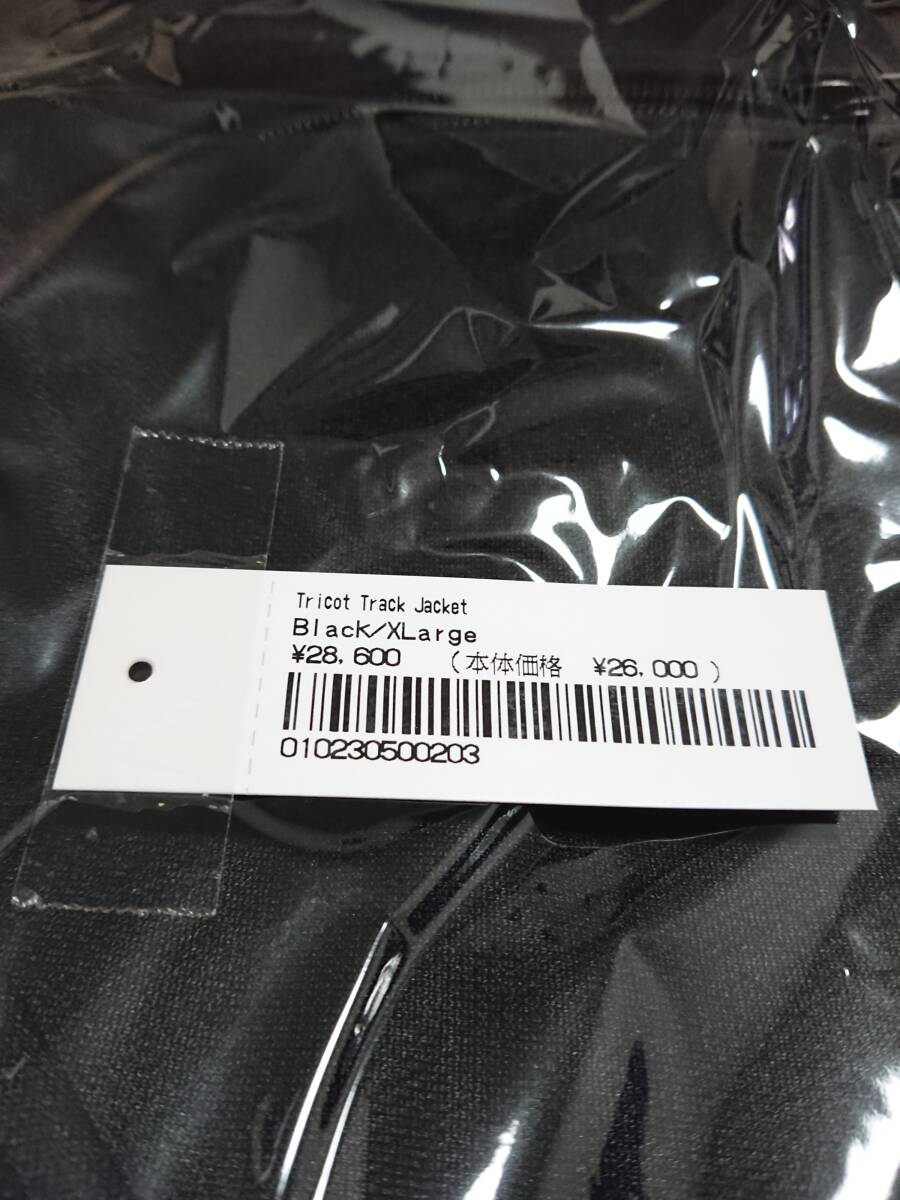 Tricot Track Jacket
Black/XLarge
¥28,600 (本体価格 ¥26,000)
010230500203